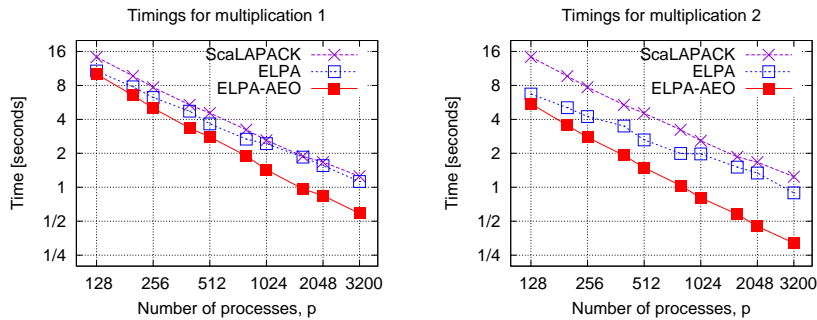 Timings for multiplication 1
Time [seconds]
16
8
4
2
1
1/2
1/4
ScaLAPACK
ELPA
ELPA-AEO
128 256 512 1024 2048 3200
Number of processes, p
Timings for multiplication 2
Time [seconds]
16
8
4
2
1
1/2
1/4
ScaLAPACK
ELPA
ELPA-AEO
128 256 512 1024 2048 3200
Number of processes, p